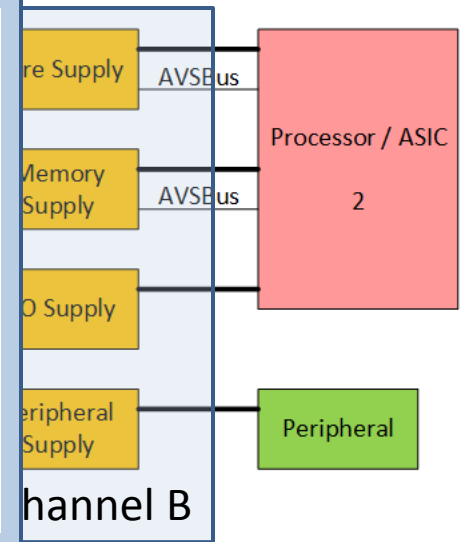 re Supply
AVSBus
Processor / ASIC
2
Memory
Supply
AVSBus
O Supply
eripheral
Supply
Peripheral
hannel B